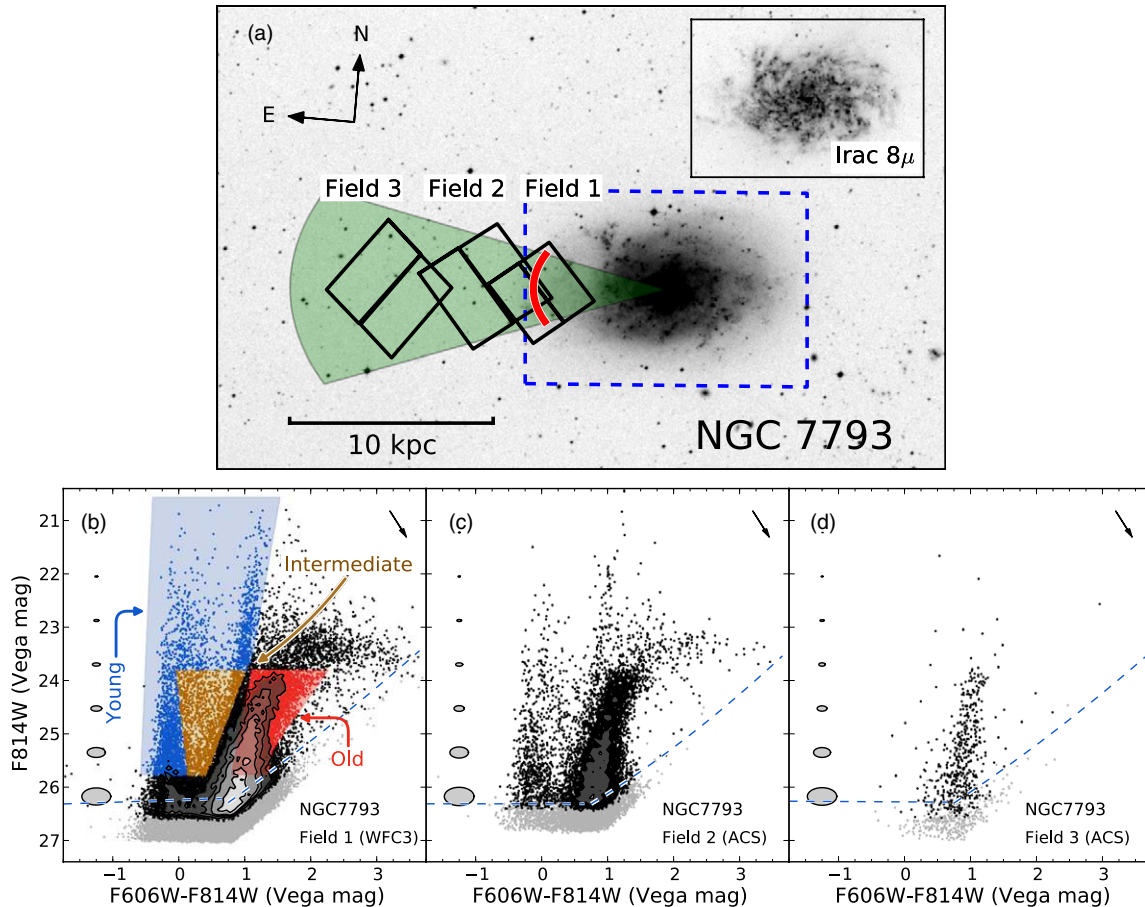 (a)
N
E
Irac 8μ
Field 3
Field 2
Field 1
10 kpc
NGC 7793
(b)
(c)
(d)
Intermediate
Young
Old
F814W (Vega mag)
21
22
23
24
25
26
27
NGC7793
Field 1 (WFC3)
NGC7793
Field 2 (ACS)
NGC7793
Field 3 (ACS)
−1 0 1 2 3
−1 0 1 2 3
−1 0 1 2 3
F606W-F814W (Vega mag)
F606W-F814W (Vega mag)
F606W-F814W (Vega mag)